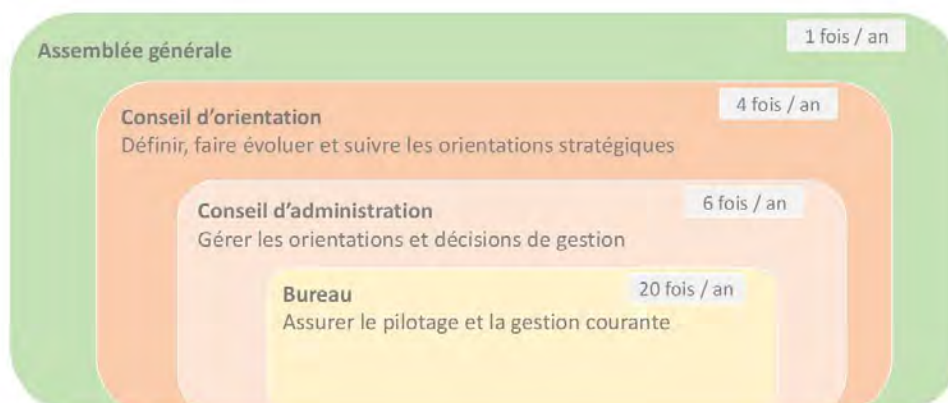 Assemblée générale
1 fois / an
Conseil d'orientation
4 fois / an
Définir, faire évoluer et suivre les orientations stratégiques
Conseil d'administration
6 fois / an
Gérer les orientations et décisions de gestion
Bureau
20 fois / an
Assurer le pilotage et la gestion courante